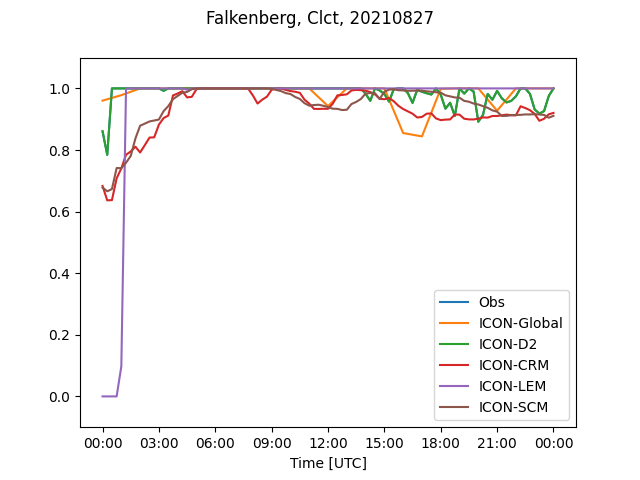 Falkenberg, Clct, 20210827
1.0
0.8
0.6
0.4
0.2
0.0
Obs
ICON-Global
ICON-D2
ICON-CRM
ICON-LEM
ICON-SCM
00:00 03:00 06:00 09:00 12:00 15:00 18:00 21:00 00:00
Time [UTC]